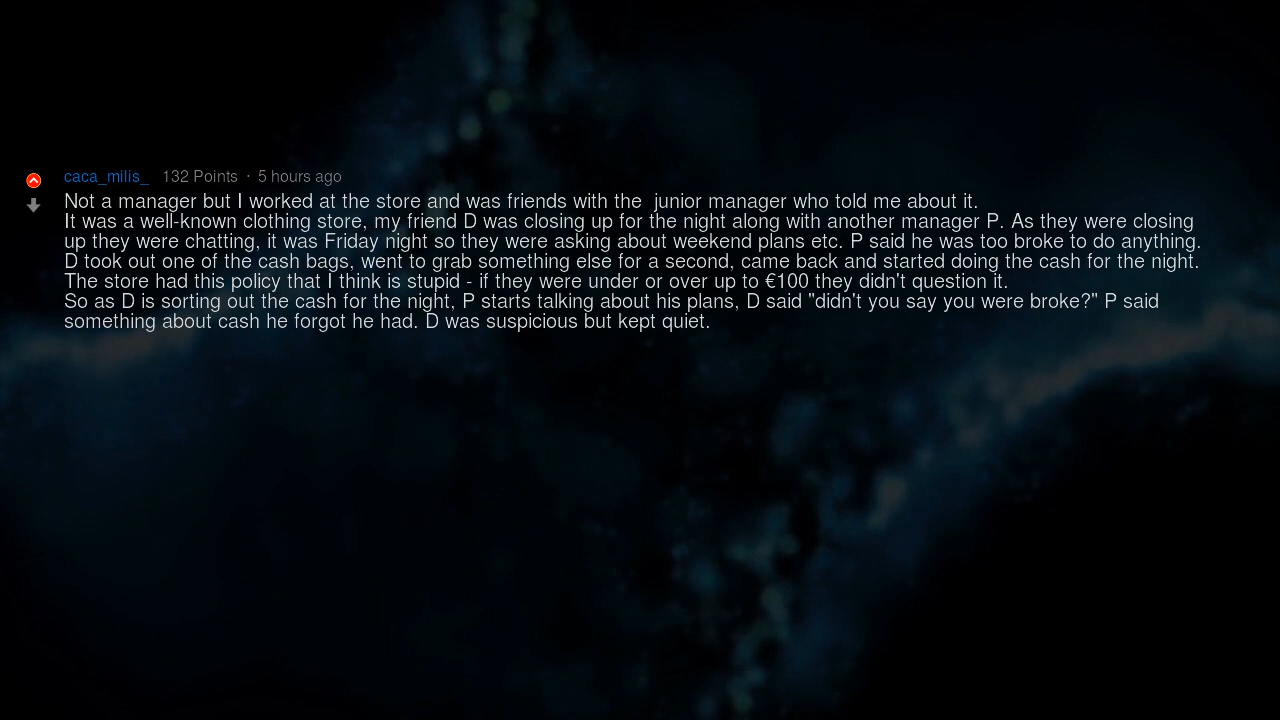 caca_milis_ 132 Points · 5 hours ago
Not a manager but I worked at the store and was friends with the  junior manager who told me about it.
It was a well-known clothing store, my friend D was closing up for the night along with another manager P. As they were closing
up they were chatting, it was Friday night so they were asking about weekend plans etc. P said he was too broke to do anything.
D took out one of the cash bags, went to grab something else for a second, came back and started doing the cash for the night.
The store had this policy that I think is stupid - if they were under or over up to €100 they didn't question it.
So as D is sorting out the cash for the night, P starts talking about his plans, D said "didn't you say you were broke?" P said
something about cash he forgot he had. D was suspicious but kept quiet.